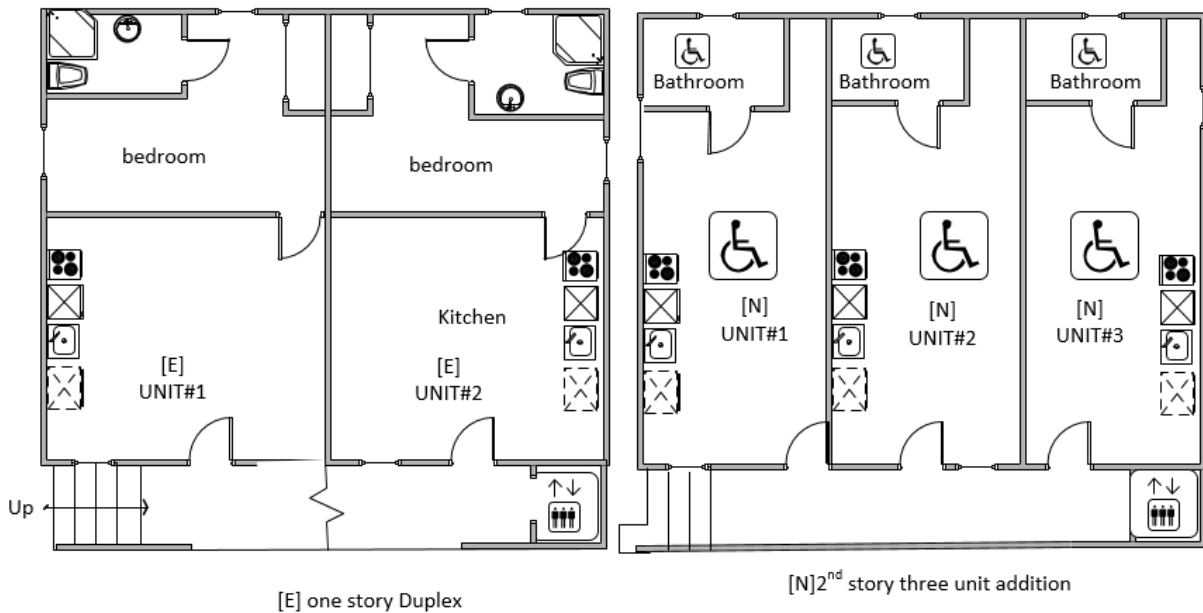 bedroom
bedroom
Kitchen
[E]
UNIT#1
[E]
UNIT#2
Up
[E] one story Duplex
Bathroom
Bathroom
Bathroom
[N]
UNIT#1
[N]
UNIT#2
[N]
UNIT#3
[N]2nd story three unit addition